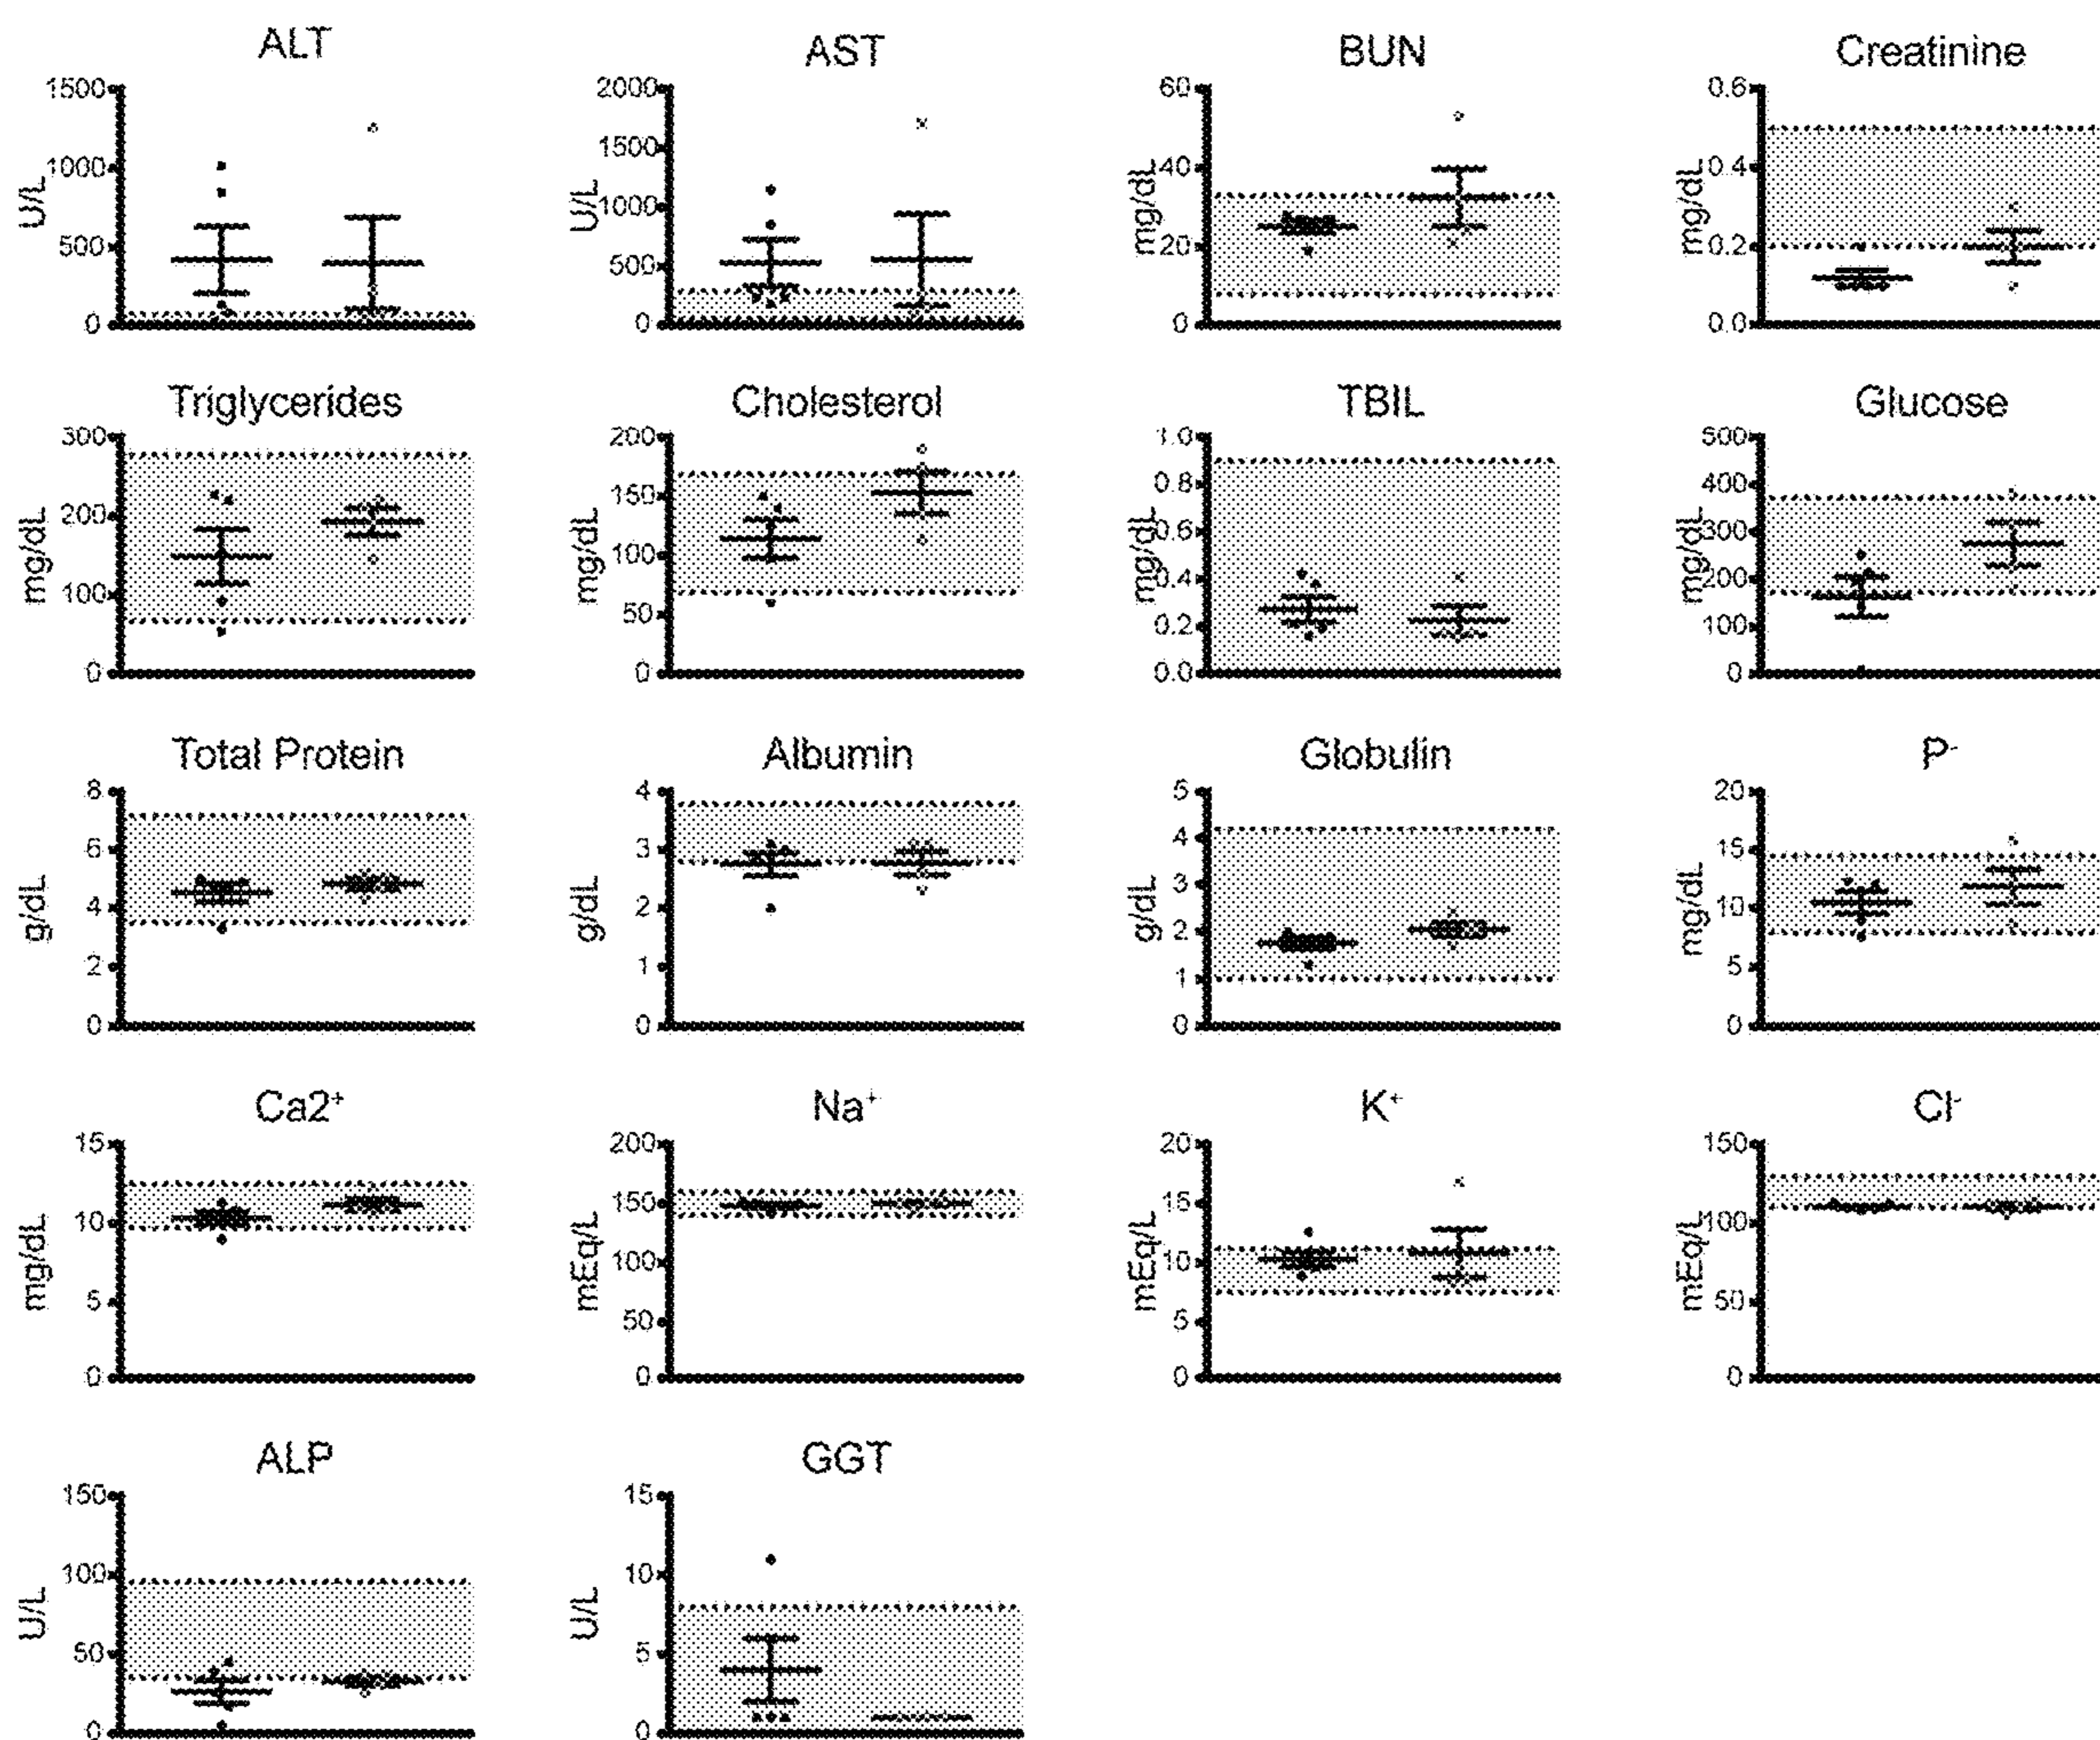 ALT AST BUN Creatinine
1500 1000 500 0 U/L
2000 1500 1000 500 0 U/L
60 40 20 0 mg/dL
0.6 0.4 0.2 0.0 mg/dL
Triglycerides Cholesterol TBIL Glucose
300 200 100 0 mg/dL
200 150 100 50 0 mg/dL
1.0 0.8 0.6 0.4 0.2 0.0 mg/dL
500 400 300 200 100 0 mg/dL
Total Protein Albumin Globulin P-
8 6 4 2 0 g/dL
4 3 2 1 0 g/dL
5 4 3 2 1 0 g/dL
20 15 10 5 0 mg/dL
Ca2+ Na+ K+ Cl-
15 10 5 0 mg/dL
200 150 100 50 0 mEq/L
20 15 10 5 0 mEq/L
150 100 50 0 mEq/L
ALP GGT
150 100 50 0 U/L
15 10 5 0 U/L